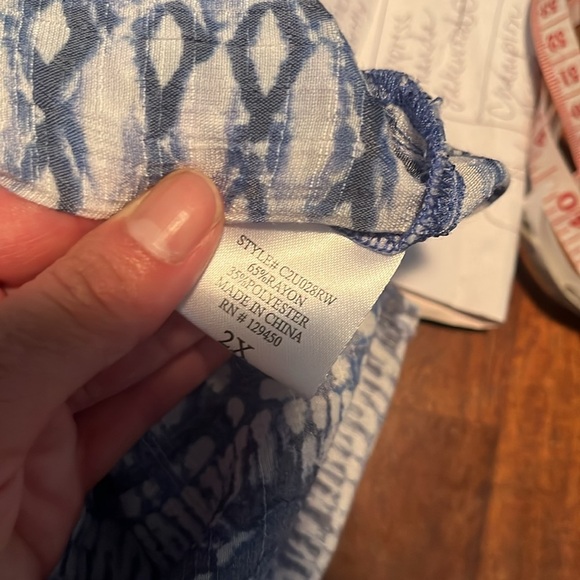 STYLE# C2U028RW
65%RAYON
35%POLYESTER
MADE IN CHINA
RN # 129450
2X